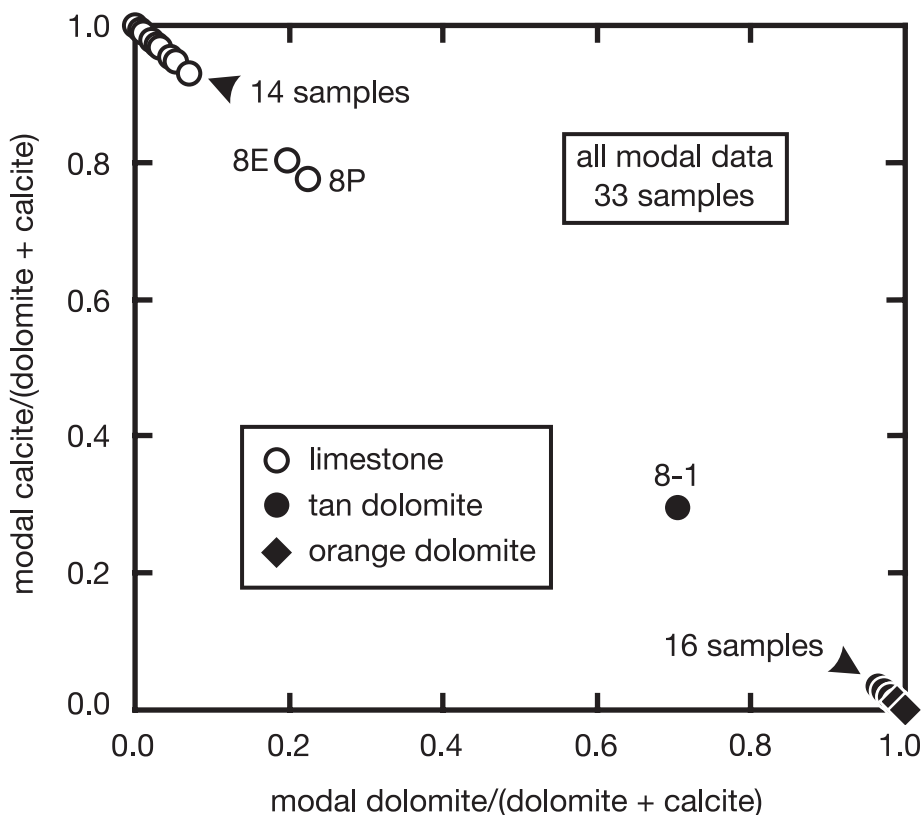 1.0
14 samples
0.8
8E
8P
all modal data
33 samples
0.6
0.4
limestone
tan dolomite
orange dolomite
8-1
0.2
16 samples
0.0
0.0
0.2
0.4
0.6
0.8
1.0
modal calcite/(dolomite + calcite)
modal dolomite/(dolomite + calcite)